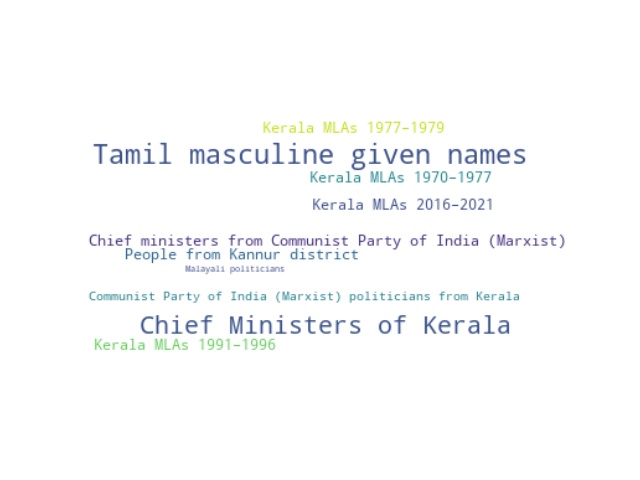 Kerala MLAs 1977–1979
Tamil masculine given names
Kerala MLAs 1970–1977
Kerala MLAs 2016–2021
Chief ministers from Communist Party of India (Marxist)
People from Kannur district
Malayali politicians
Communist Party of India (Marxist) politicians from Kerala
Chief Ministers of Kerala
Kerala MLAs 1991–1996